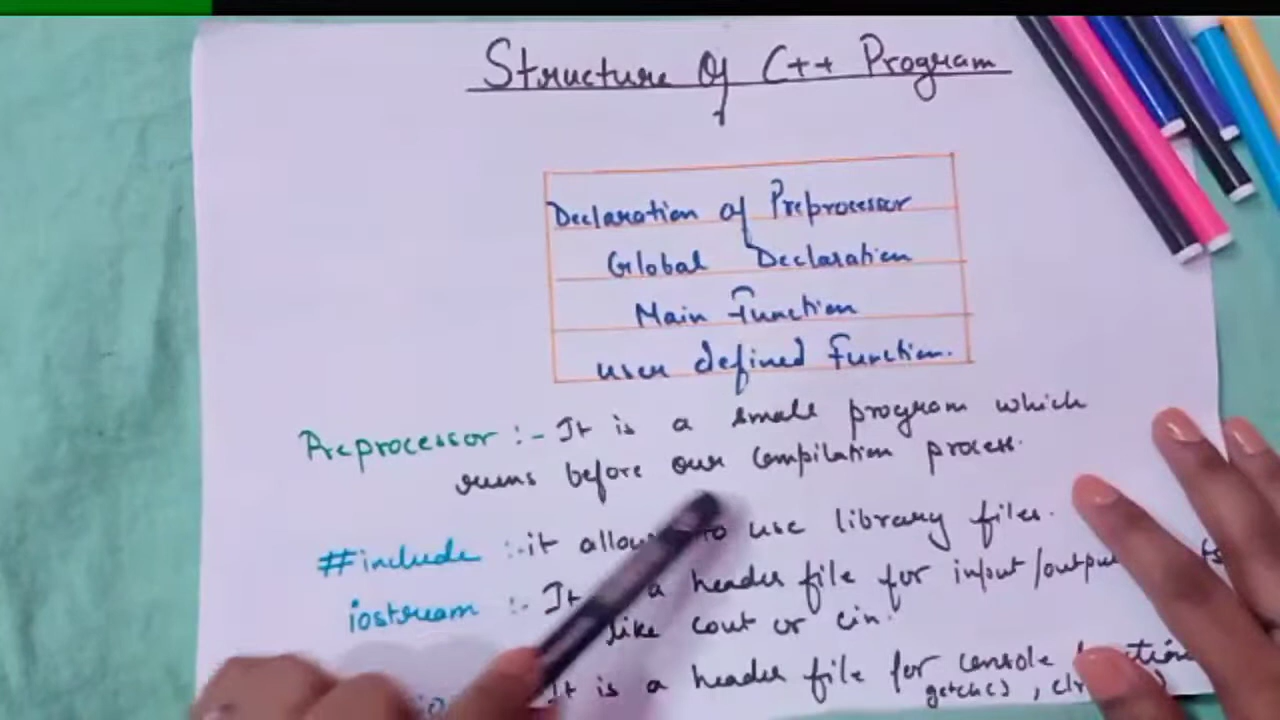 Structure Of C++ Program
Declaration of Preprocessor
Global Declaration
Main Function
user defined Function.
Preprocessor :- It is a small program which
runs before our compilation process.
#include :- it allow to use library files.
iostream :- It a header file for input/output
like cout or cin.
It is a header file for console
getch(),